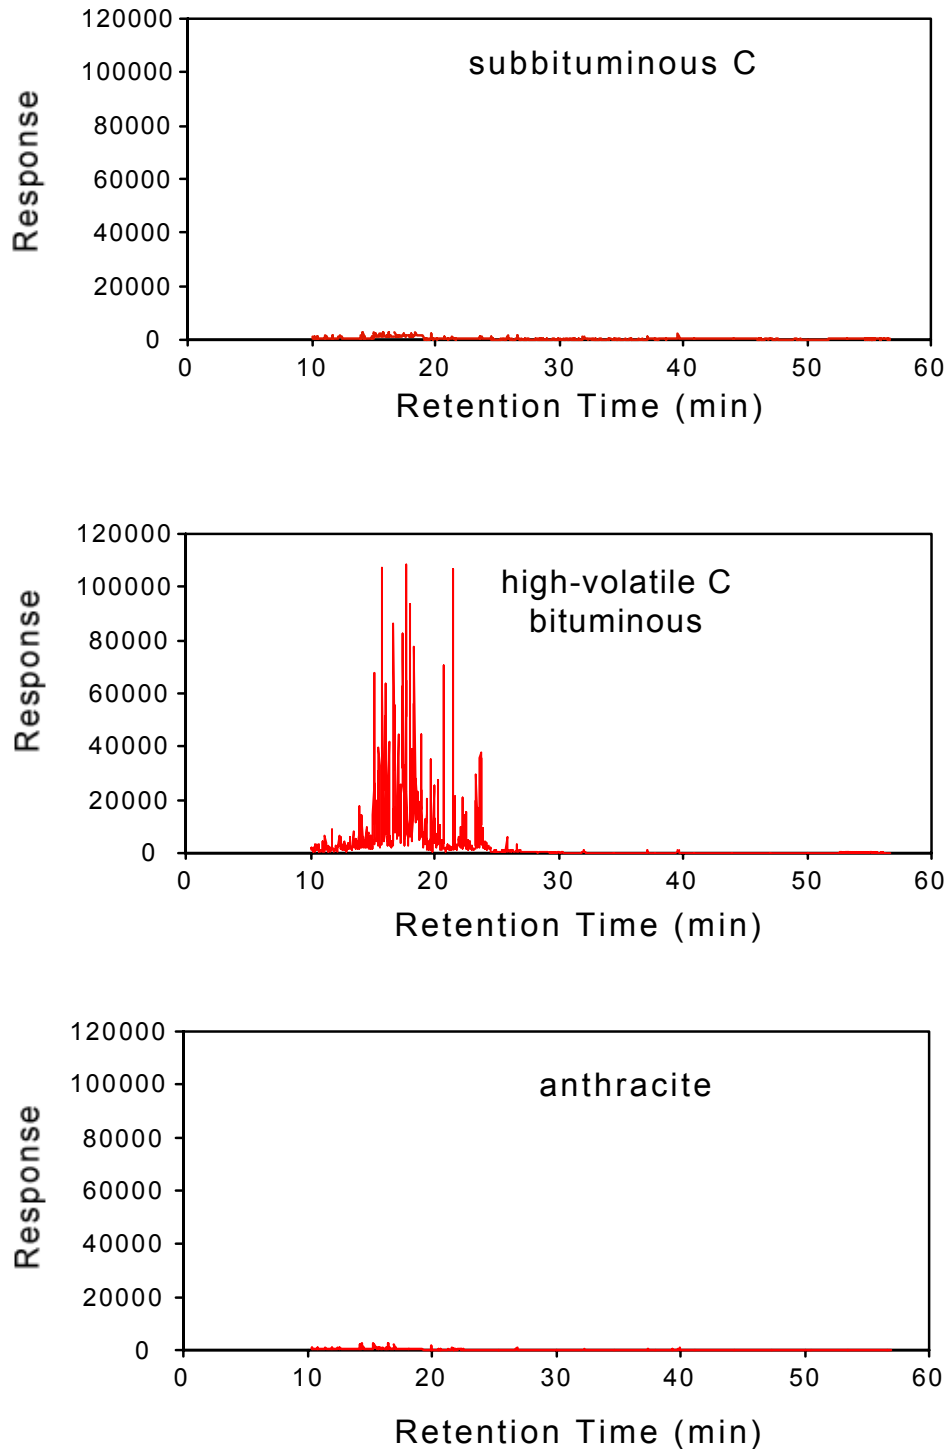 120000
subbituminous C
100000
80000
Response
60000
40000
20000
0
0 10 20 30 40 50 60
Retention Time (min)
120000
high-volatile C
100000
bituminous
80000
Response
60000
40000
20000
0
0 10 20 30 40 50 60
Retention Time (min)
120000
100000
anthracite
80000
Response
60000
40000
20000
0
0 10 20 30 40 50 60
Retention Time (min)